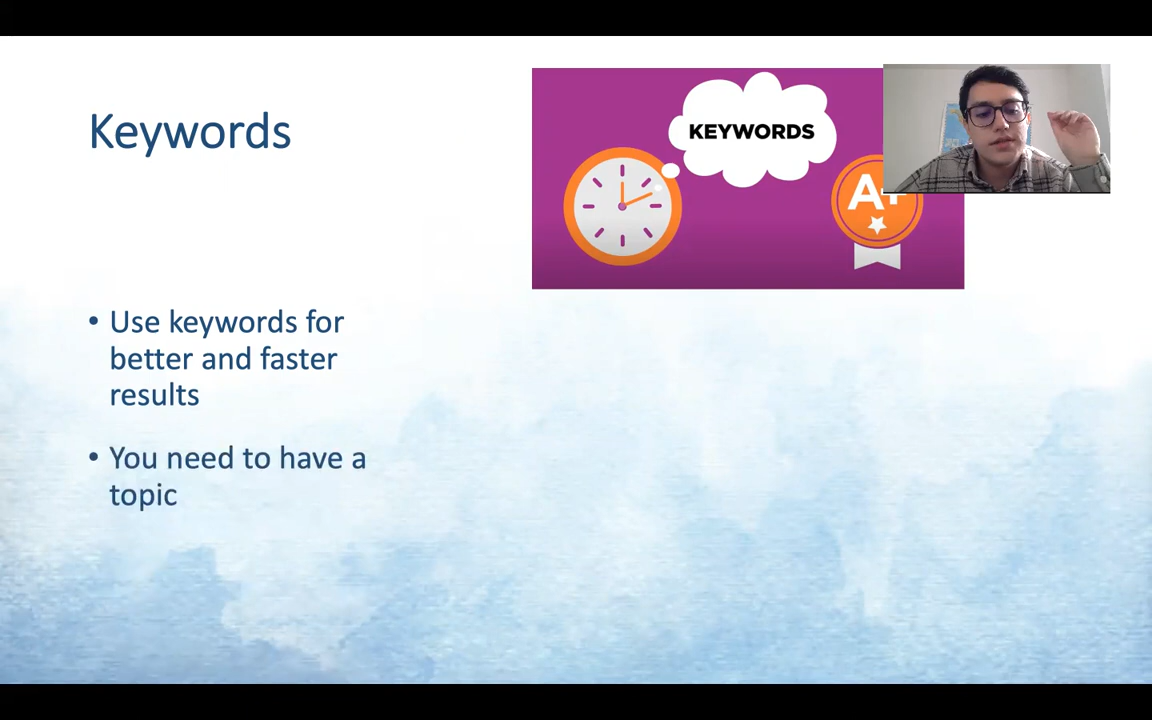 Keywords
KEYWORDS
A+
• Use keywords for
better and faster
results
• You need to have a
topic